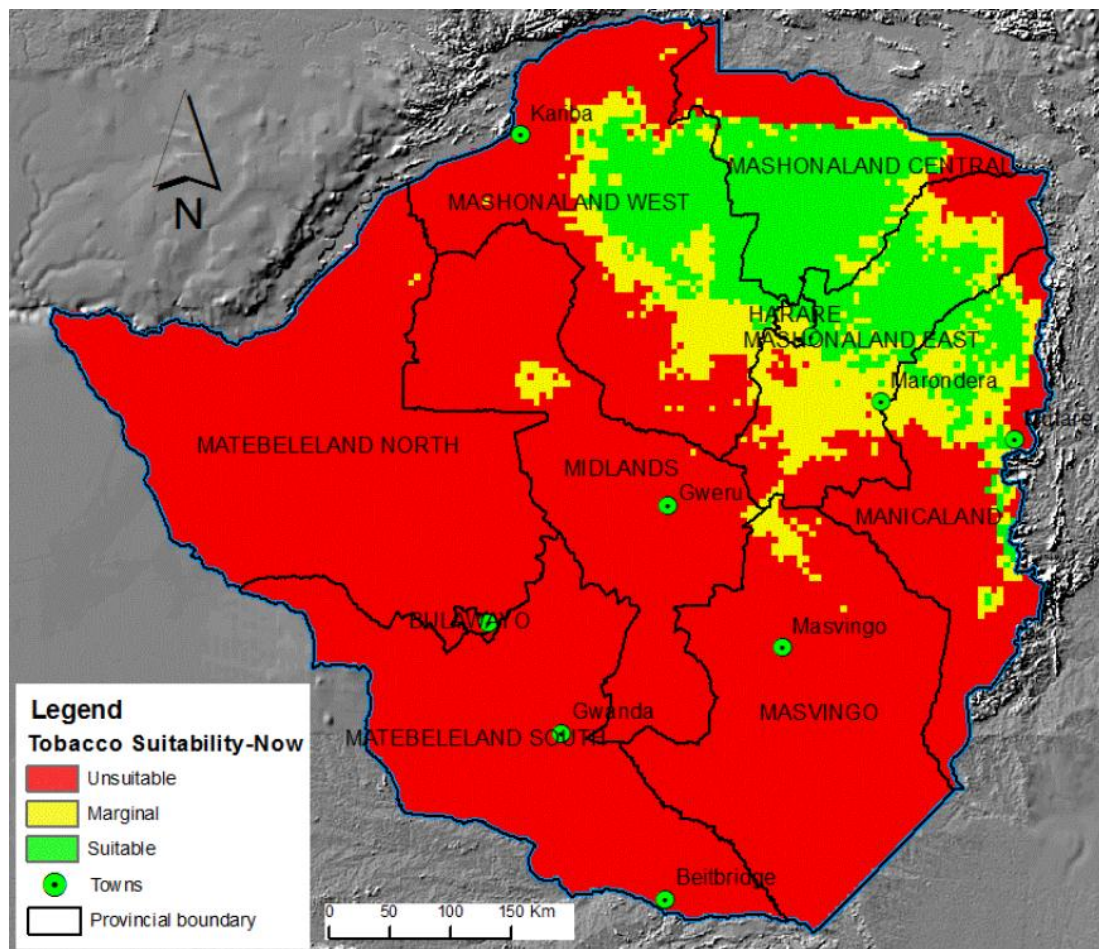 Kariba
MASHONALAND CENTRAL
MASHONALAND WEST
N
HARARE
MASHONALAND EAST
Marondera
Mutare
MATEBELELAND NORTH
MIDLANDS
Gweru
MANICALAND
BULAWAYO
Masvingo
Gwanda
MASVINGO
MATEBELELAND SOUTH
Beitbridge
Legend
Tobacco Suitability-Now
Unsuitable
Marginal
Suitable
Towns
Provincial boundary
0 50 100 150 Km